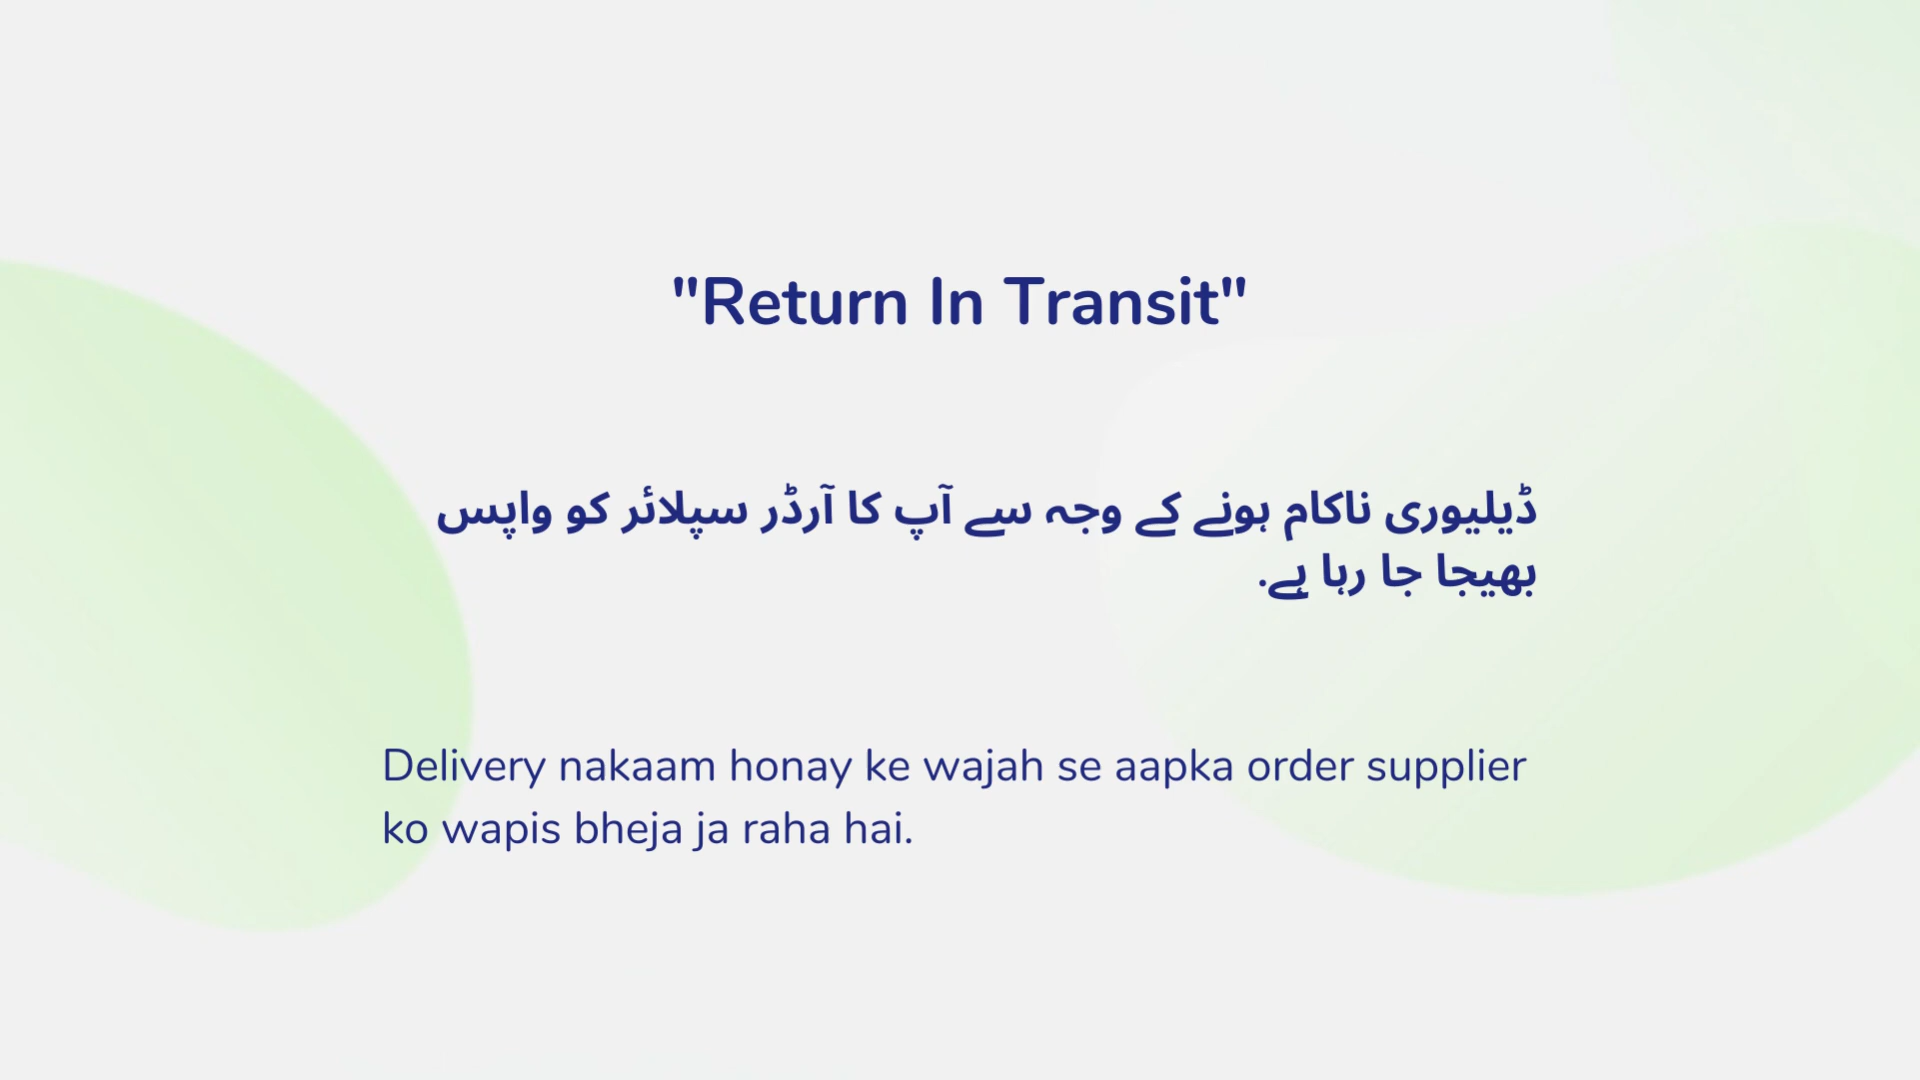 "Return In Transit"
ڈیلیوری ناکام ہونے کے وجہ سے آپ کا آرڈر سپلائر کو واپس
بھیجا جا رہا ہے.
Delivery nakaam honay ke wajah se aapka order supplier
ko wapis bheja ja raha hai.